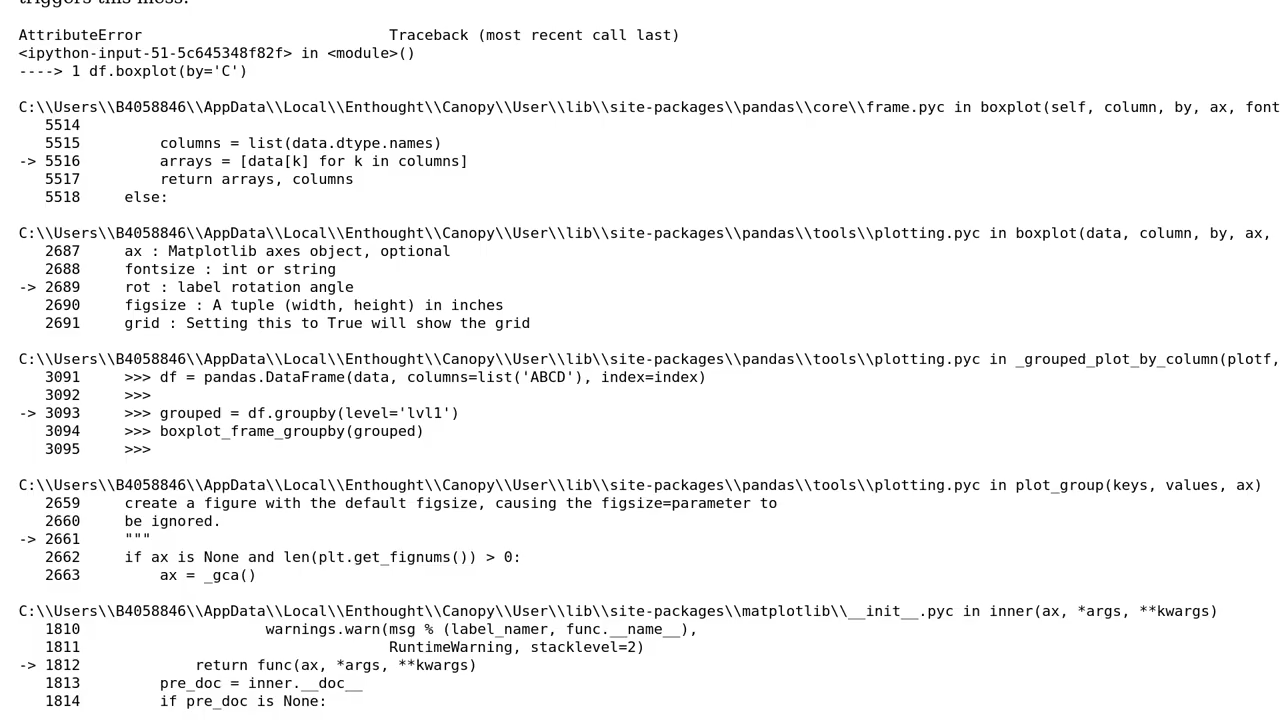 triggers this mess:
AttributeError                            Traceback (most recent call last)
<ipython-input-51-5c645348f82f> in <module>()
----> 1 df.boxplot(by='C')
C:\\Users\\B4058846\\AppData\\Local\\Enthought\\Canopy\\User\\lib\\site-packages\\pandas\\core\\frame.pyc in boxplot(self, column, by, ax, font
   5514
   5515         columns = list(data.dtype.names)
-> 5516         arrays = [data[k] for k in columns]
   5517         return arrays, columns
   5518     else:
C:\\Users\\B4058846\\AppData\\Local\\Enthought\\Canopy\\User\\lib\\site-packages\\pandas\\tools\\plotting.pyc in boxplot(data, column, by, ax,
   2687     ax : Matplotlib axes object, optional
   2688     fontsize : int or string
-> 2689     rot : label rotation angle
   2690     figsize : A tuple (width, height) in inches
   2691     grid : Setting this to True will show the grid
C:\\Users\\B4058846\\AppData\\Local\\Enthought\\Canopy\\User\\lib\\site-packages\\pandas\\tools\\plotting.pyc in _grouped_plot_by_column(plotf,
   3091     >>> df = pandas.DataFrame(data, columns=list('ABCD'), index=index)
   3092     >>>
-> 3093     >>> grouped = df.groupby(level='lvl1')
   3094     >>> boxplot_frame_groupby(grouped)
   3095     >>>
C:\\Users\\B4058846\\AppData\\Local\\Enthought\\Canopy\\User\\lib\\site-packages\\pandas\\tools\\plotting.pyc in plot_group(keys, values, ax)
   2659     create a figure with the default figsize, causing the figsize=parameter to
   2660     be ignored.
-> 2661     """
   2662     if ax is None and len(plt.get_fignums()) > 0:
   2663         ax = _gca()
C:\\Users\\B4058846\\AppData\\Local\\Enthought\\Canopy\\User\\lib\\site-packages\\matplotlib\\__init__.pyc in inner(ax, *args, **kwargs)
   1810                     warnings.warn(msg % (label_namer, func.__name__),
   1811                                   RuntimeWarning, stacklevel=2)
-> 1812             return func(ax, *args, **kwargs)
   1813         pre_doc = inner.__doc__
   1814         if pre_doc is None: